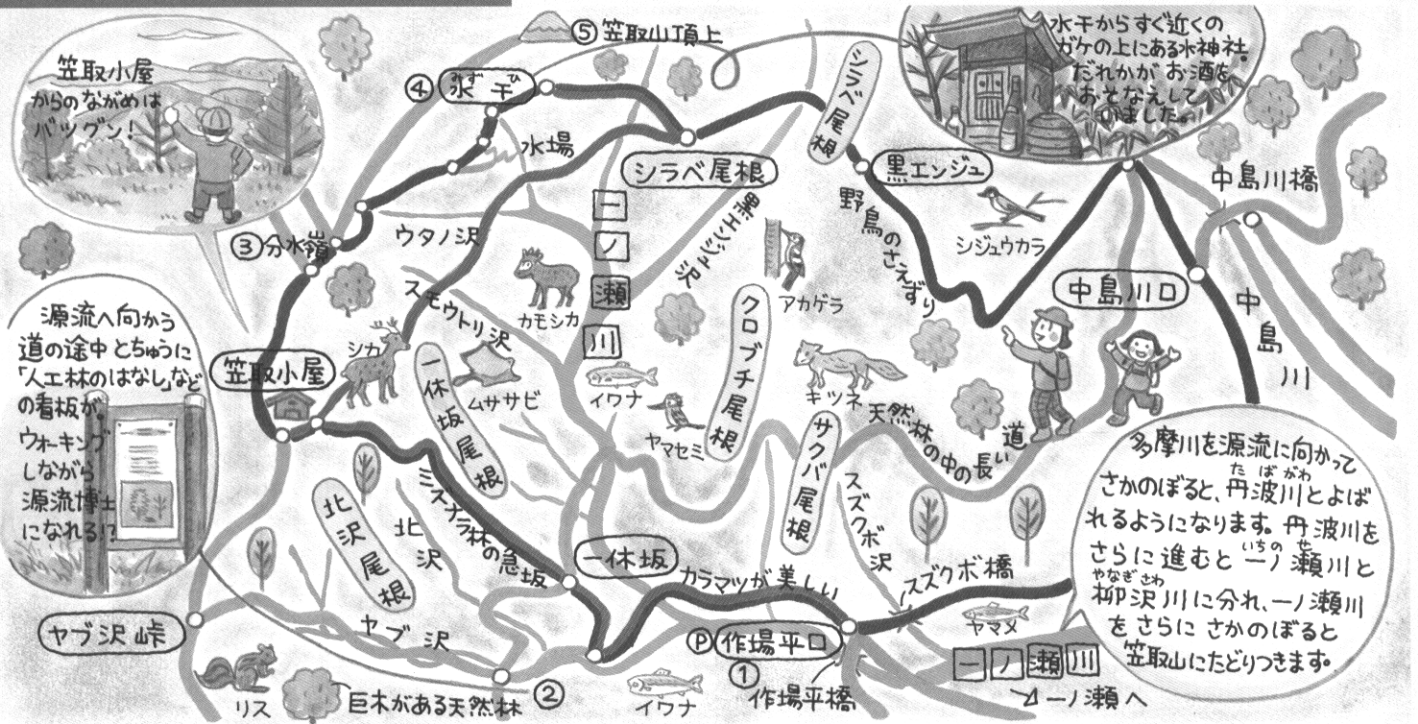 ⑤笠取山頂上
笠取小屋
からのながめは
バツグン!
④
みずひ
水干
水場
シラベ尾根
シラベ尾根
水干からすぐ近くの
ガケの上にある水神社。
だれかがお酒を
おそなえして
いました。
黒エンジュ
中島川橋
中島川
中島川口
シジュウカラ
野鳥のさえずり
アカゲラ
黒エンジュ沢
一ノ瀬川
カモシカ
ウタノ沢
③分水嶺
スモウトリ沢
シカ
ムササビ
イワナ
ヤマセミ
クロブチ尾根
キツネ
サクバ尾根
天然林の中の長い道
源流へ向かう
道の途中とちゅうに
「人工林のはなし」など
の看板が。
ウォーキング
しながら
源流博士
になれる!?
笠取小屋
一休坂尾根
ミズナラ林の急坂
北沢尾根
北沢
一休坂
カラマツが美しい
スズクボ沢
スズクボ橋
ヤマメ
ヤブ沢峠
ヤブ沢
リス
巨木がある天然林
②
イワナ
Ⓟ作場平口
①
作場平橋
一ノ瀬川
一ノ瀬へ
多摩川を源流に向かって
たばがわ
さかのぼると、丹波川とよば
れるようになります。丹波川を
いちのせ
さらに進むと一ノ瀬川と
やなぎさわ
柳沢川に分れ、一ノ瀬川
をさらにさかのぼると
笠取山にたどりつきます。